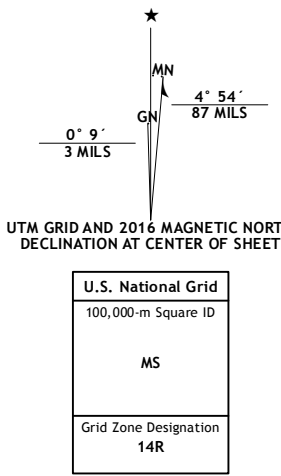 MN
4° 54´
87 MILS
GN
0° 9´
3 MILS
UTM GRID AND 2016 MAGNETIC NORT
DECLINATION AT CENTER OF SHEET
U.S. National Grid
100,000-m Square ID
MS
Grid Zone Designation
14R